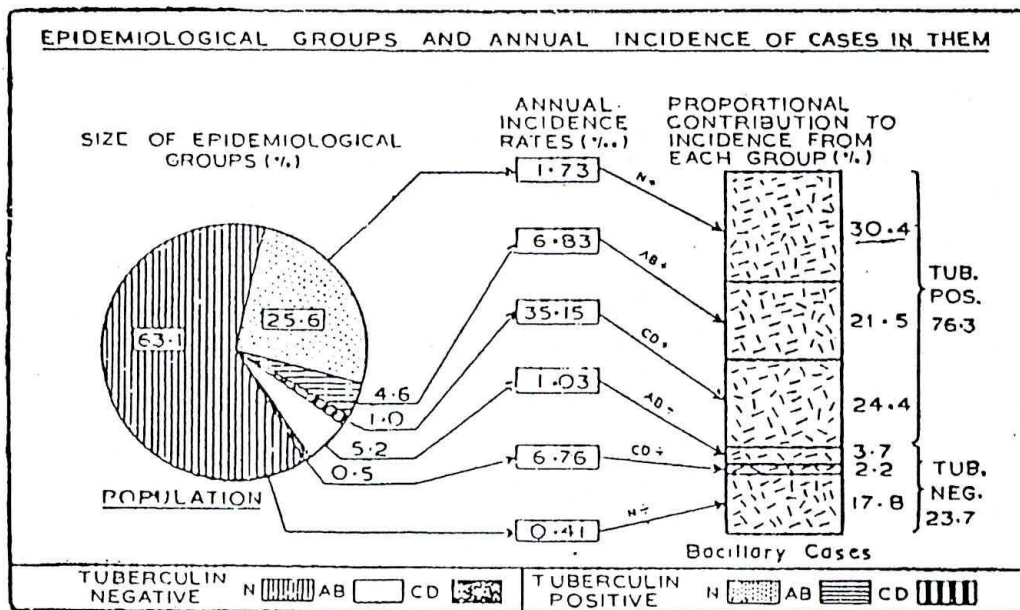 EPIDEMIOLOGICAL GROUPS AND ANNUAL INCIDENCE OF CASES IN THEM
SIZE OF EPIDEMIOLOGICAL
GROUPS (%)
ANNUAL
INCIDENCE
RATES (‰)
PROPORTIONAL
CONTRIBUTION TO
INCIDENCE FROM
EACH GROUP (%)
63.1
25.6
4.6
1.0
5.2
0.5
POPULATION
1.73
6.83
35.15
1.03
6.76
0.41
N+
AB+
CD+
AB÷
CD÷
N÷
30.4
21.5
24.4
3.7
2.2
17.8
TUB.
POS.
76.3
TUB.
NEG.
23.7
Bacillary Cases
TUBERCULIN
NEGATIVE
N
AB
CD
TUBERCULIN
POSITIVE
N
AB
CD